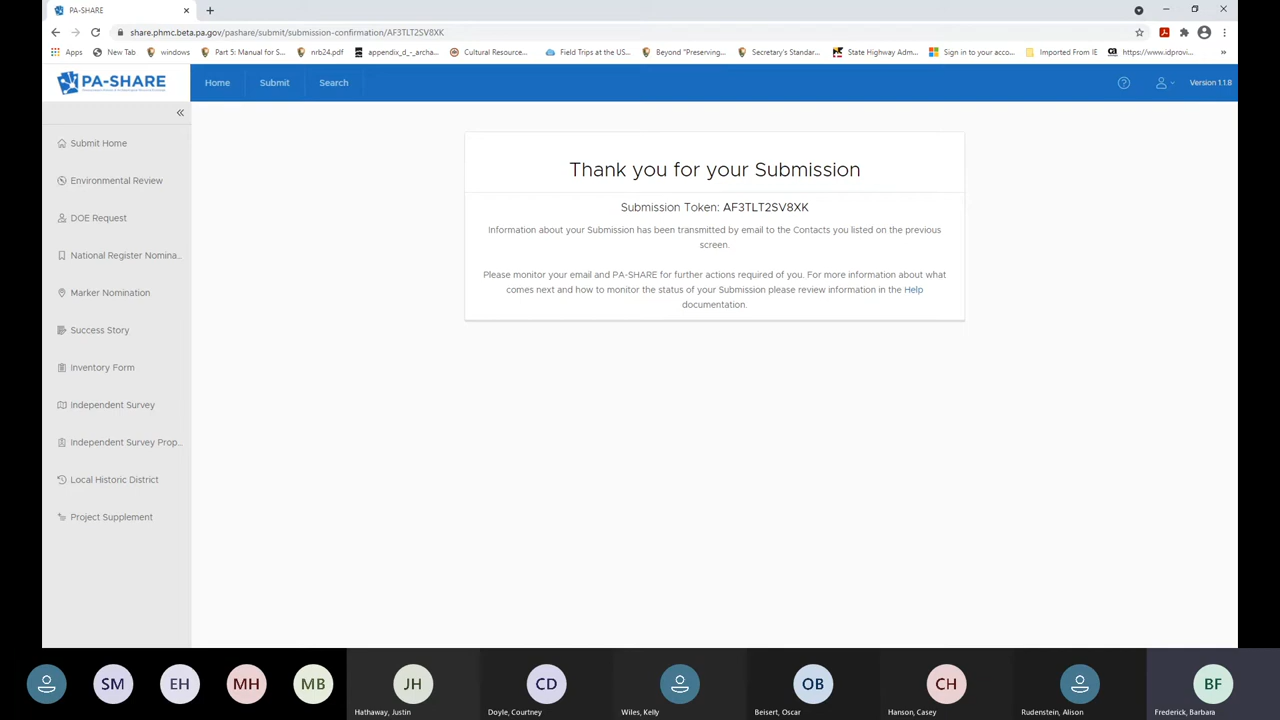 PA-SHARE
share.phmc.beta.pa.gov/pashare/submit/submission-confirmation/AF3TLT2SV8XK
Apps New Tab windows Part 5: Manual for S... nrb24.pdf appendix_d_-_archa... Cultural Resource... Field Trips at the US... Beyond "Preserving... Secretary's Standar... State Highway Adm... Sign in to your acco... Imported From IE https://www.idprovi...
PA-SHARE Home Submit Search Version 1.1.8
Submit Home
Environmental Review
DOE Request
National Register Nomina...
Marker Nomination
Success Story
Inventory Form
Independent Survey
Independent Survey Prop...
Local Historic District
Project Supplement
Thank you for your Submission
Submission Token: AF3TLT2SV8XK
Information about your Submission has been transmitted by email to the Contacts you listed on the previous
screen.
Please monitor your email and PA-SHARE for further actions required of you. For more information about what
comes next and how to monitor the status of your Submission please review information in the Help
documentation.
SM EH MH MB JH CD OB CH BF
Hathaway, Justin Doyle, Courtney Wiles, Kelly Beisert, Oscar Hanson, Casey Rudenstein, Alison Frederick, Barbara